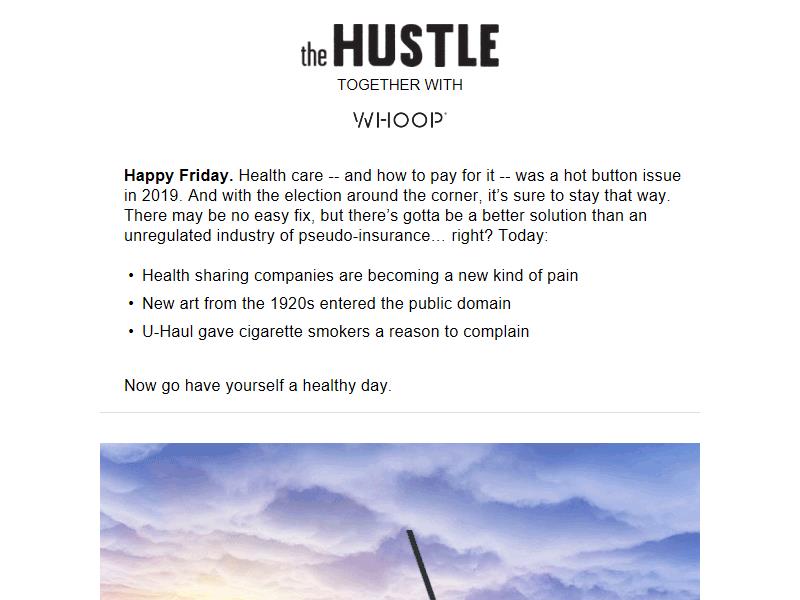 the HUSTLE
TOGETHER WITH
WHOOP
Happy Friday. Health care -- and how to pay for it -- was a hot button issue
in 2019. And with the election around the corner, it’s sure to stay that way.
There may be no easy fix, but there’s gotta be a better solution than an
unregulated industry of pseudo-insurance… right? Today:
• Health sharing companies are becoming a new kind of pain
• New art from the 1920s entered the public domain
• U-Haul gave cigarette smokers a reason to complain
Now go have yourself a healthy day.